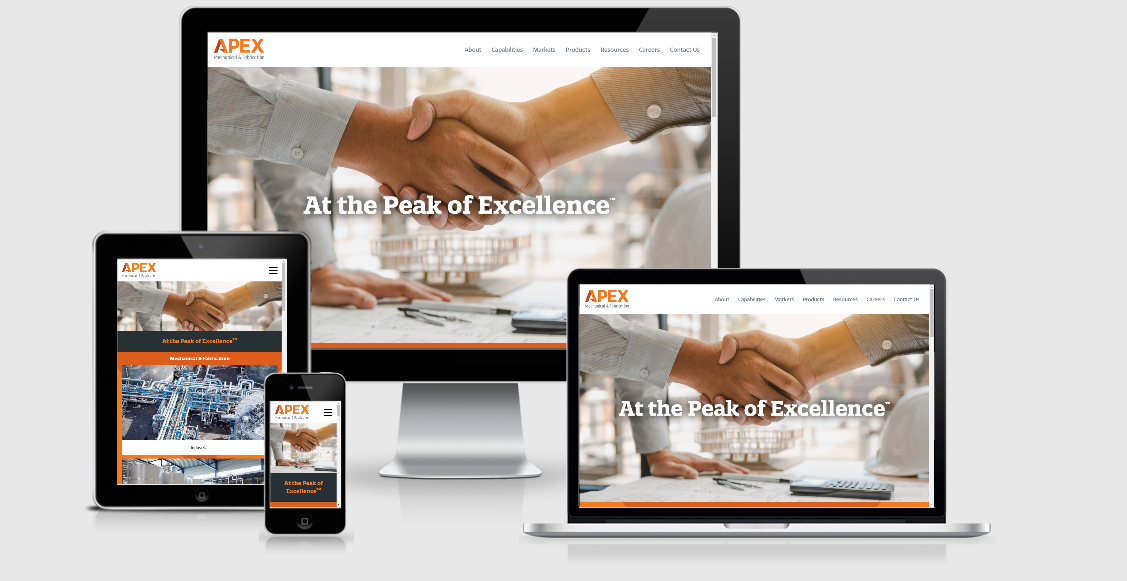 APEX
Mechanical & Fabrication
About Capabilities Markets Products Resources Careers Contact Us
At the Peak of Excellence™
APEX
At the Peak of Excellence™
Mechanical & Fabrication
APEX
At the Peak of
Excellence™
APEX
Mechanical & Fabrication
About Capabilities Markets Products Resources Careers Contact Us
At the Peak of Excellence™